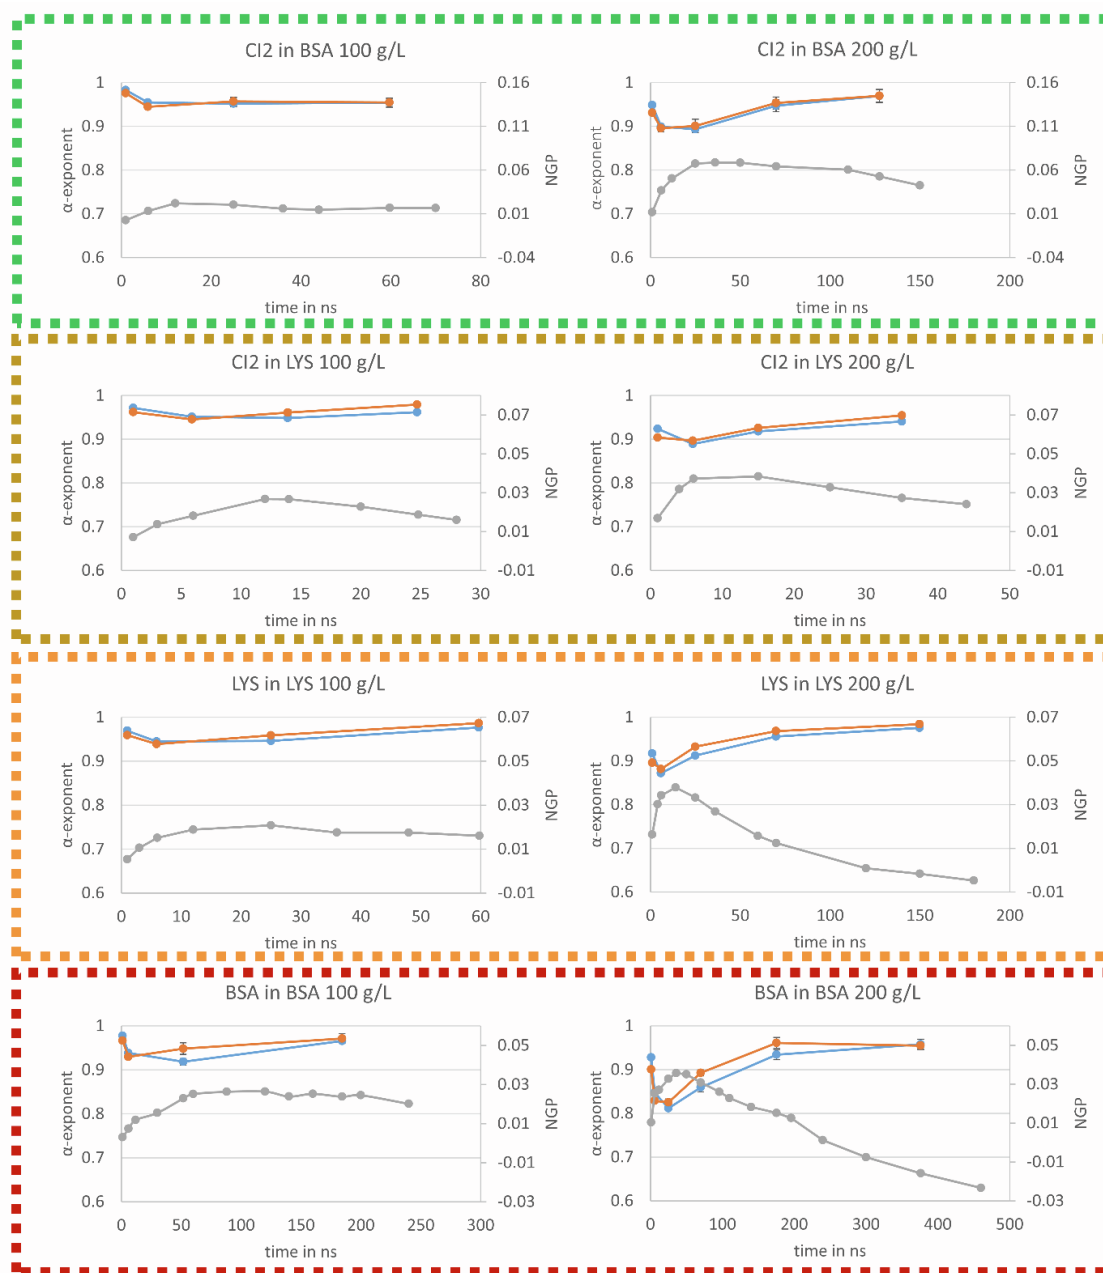 CI2 in BSA 100 g/L
1
0.9
0.8
0.7
0.6
α-exponent
0.16
0.11
0.06
0.01
-0.04
NGP
0 20 40 60 80
time in ns
CI2 in BSA 200 g/L
1
0.9
0.8
0.7
0.6
α-exponent
0.16
0.11
0.06
0.01
-0.04
NGP
0 50 100 150 200
time in ns
CI2 in LYS 100 g/L
1
0.9
0.8
0.7
0.6
α-exponent
0.07
0.05
0.03
0.01
-0.01
NGP
0 5 10 15 20 25 30
time in ns
CI2 in LYS 200 g/L
1
0.9
0.8
0.7
0.6
α-exponent
0.07
0.05
0.03
0.01
-0.01
NGP
0 5 10 15 20 25 30 35 40 50
time in ns
LYS in LYS 100 g/L
1
0.9
0.8
0.7
0.6
α-exponent
0.07
0.05
0.03
0.01
-0.01
NGP
0 10 20 30 40 50 60
time in ns
LYS in LYS 200 g/L
1
0.9
0.8
0.7
0.6
α-exponent
0.07
0.05
0.03
0.01
-0.01
NGP
0 50 100 150 200
time in ns
BSA in BSA 100 g/L
1
0.9
0.8
0.7
0.6
α-exponent
0.05
0.03
0.01
-0.01
-0.03
NGP
0 50 100 150 200 250 300
time in ns
BSA in BSA 200 g/L
1
0.9
0.8
0.7
0.6
α-exponent
0.05
0.03
0.01
-0.01
-0.03
NGP
0 100 200 300 400 500
time in ns